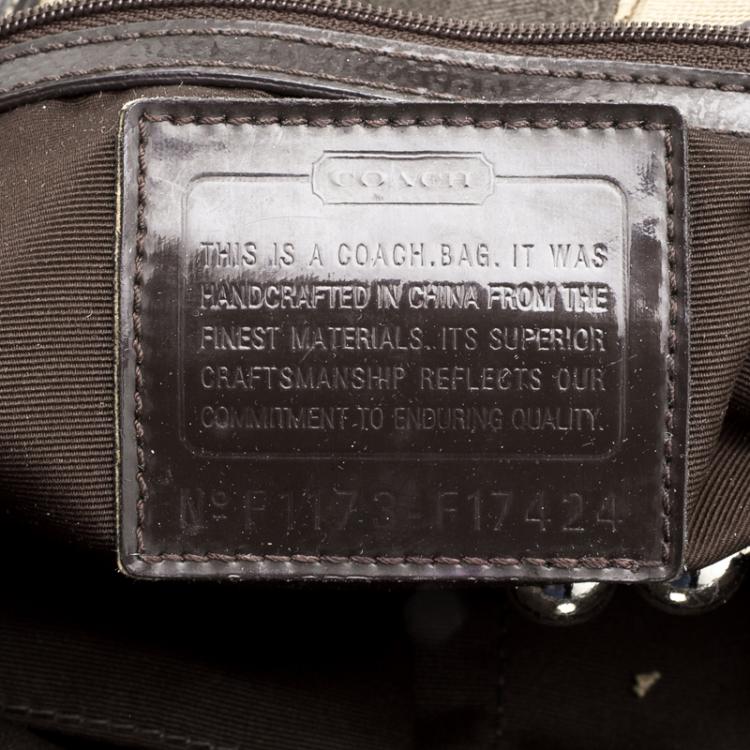 COACH
THIS IS A COACH.BAG. IT WAS
HANDCRAFTED IN CHINA FROM THE
FINEST MATERIALS. ITS SUPERIOR
CRAFTSMANSHIP REFLECTS OUR
COMMITMENT TO ENDURING QUALITY.
Nº F1173-F17424